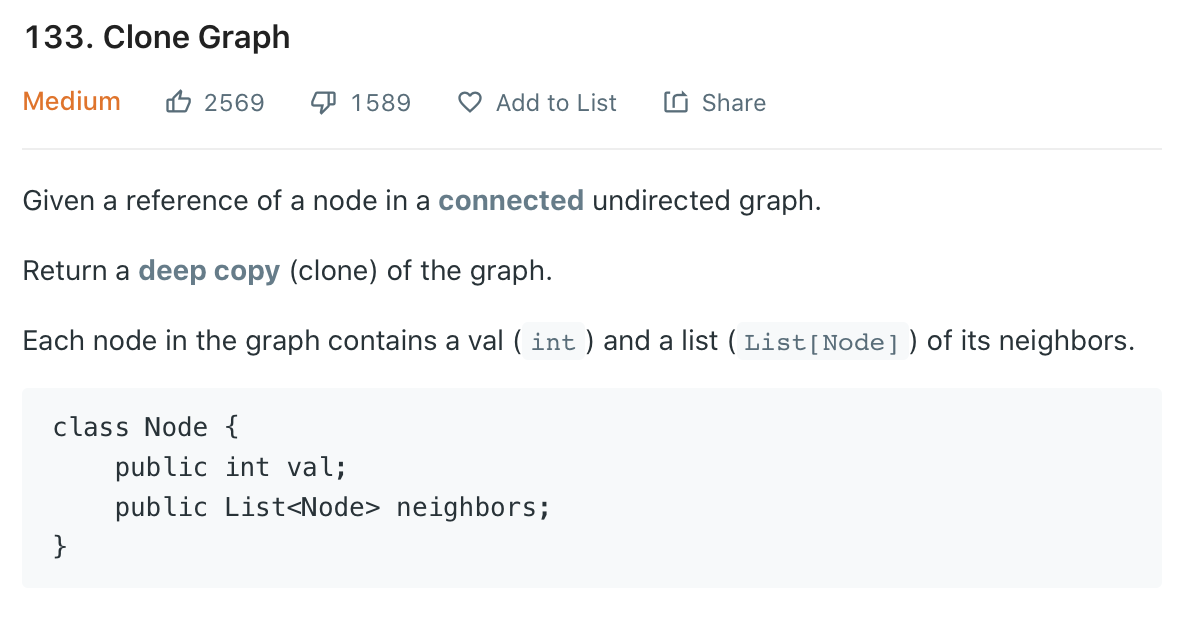 133. Clone Graph
Medium 2569 1589 Add to List Share
Given a reference of a node in a connected undirected graph.
Return a deep copy (clone) of the graph.
Each node in the graph contains a val (int) and a list (List[Node]) of its neighbors.
class Node {
    public int val;
    public List<Node> neighbors;
}